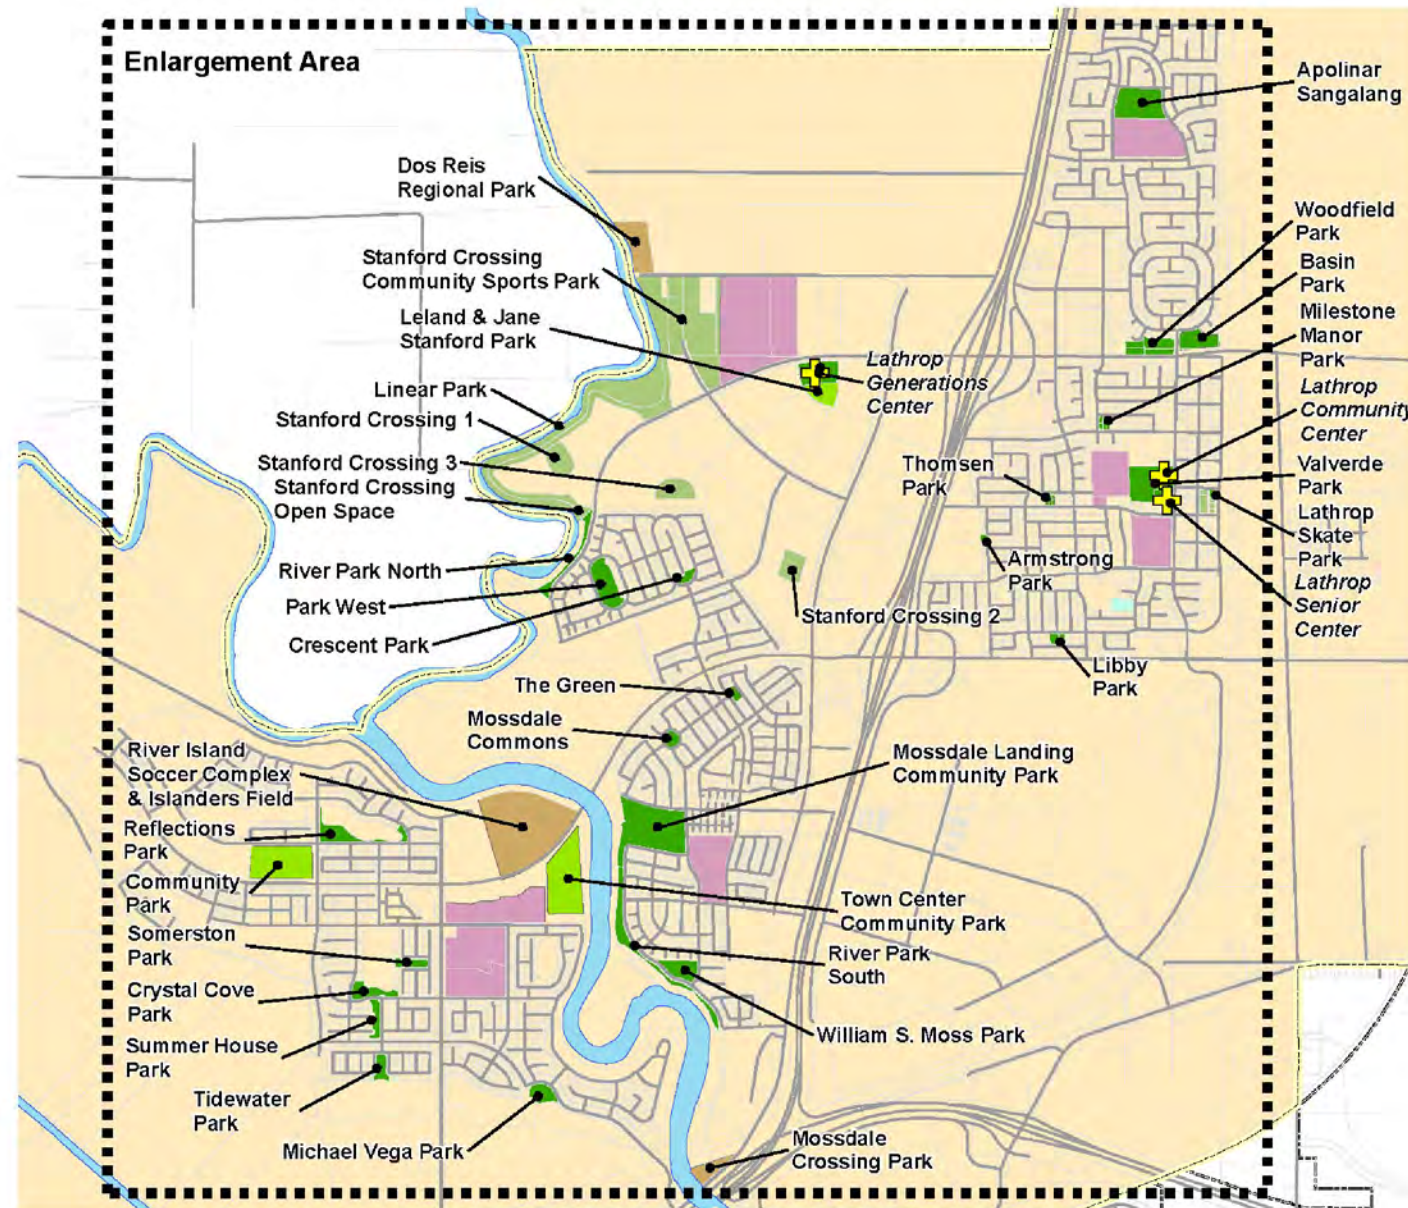 Enlargement Area
Apolinar
Sangalang
Dos Reis
Regional Park
Woodfield
Park
Stanford Crossing
Community Sports Park
Basin
Park
Leland & Jane
Stanford Park
Milestone
Manor
Park
Lathrop
Generations
Center
Linear Park
Lathrop
Community
Center
Stanford Crossing 1
Stanford Crossing 3
Thomsen
Park
Valverde
Park
Stanford Crossing
Open Space
Lathrop
Skate
Park
River Park North
Armstrong
Park
Lathrop
Senior
Center
Park West
Stanford Crossing 2
Crescent Park
Libby
Park
The Green
Mossdale
Commons
River Island
Soccer Complex
& Islanders Field
Mossdale Landing
Community Park
Reflections
Park
Community
Park
Town Center
Community Park
Somerston
Park
River Park
South
Crystal Cove
Park
William S. Moss Park
Summer House
Park
Tidewater
Park
Michael Vega Park
Mossdale
Crossing Park